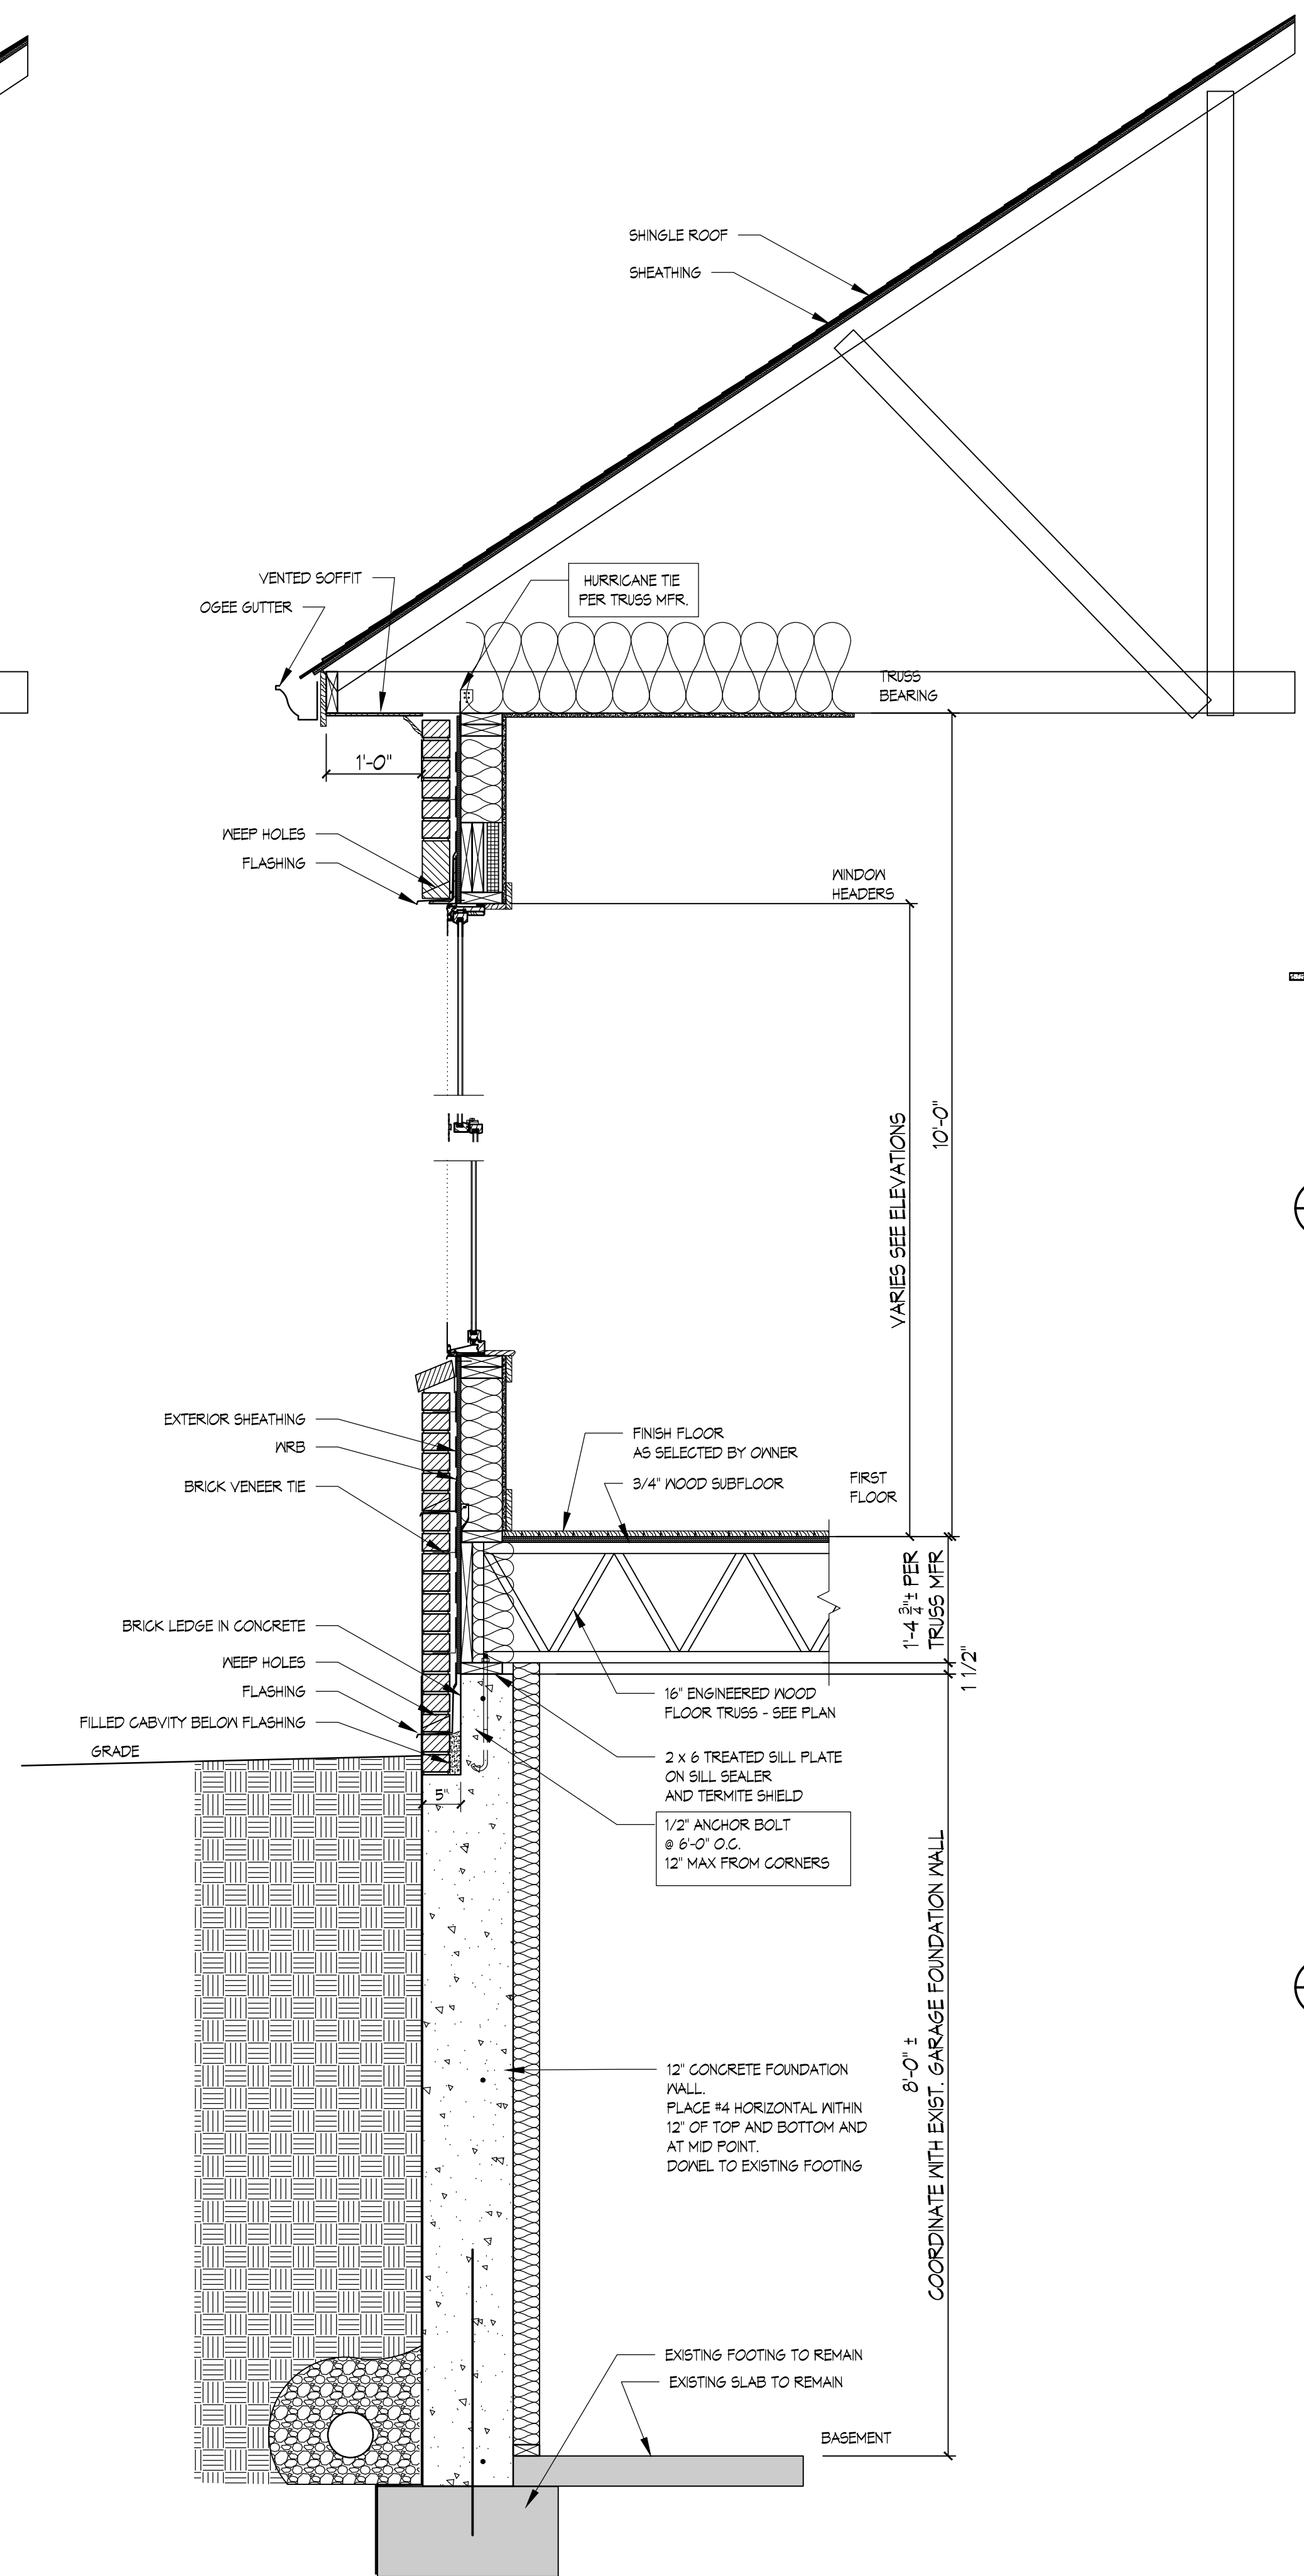 SHINGLE ROOF
SHEATHING
VENTED SOFFIT
OGEE GUTTER
HURRICANE TIE
PER TRUSS MFR.
TRUSS
BEARING
1'-0"
WEEP HOLES
FLASHING
WINDOW
HEADERS
VARIES SEE ELEVATIONS
10'-0"
EXTERIOR SHEATHING
WRB
BRICK VENEER TIE
FINISH FLOOR
AS SELECTED BY OWNER
3/4" WOOD SUBFLOOR
FIRST
FLOOR
1'-4 3/4"± PER
TRUSS MFR
1 1/2"
BRICK LEDGE IN CONCRETE
WEEP HOLES
FLASHING
FILLED CABVITY BELOW FLASHING
GRADE
16" ENGINEERED WOOD
FLOOR TRUSS - SEE PLAN
2 x 6 TREATED SILL PLATE
ON SILL SEALER
AND TERMITE SHIELD
5"
1/2" ANCHOR BOLT
@ 6'-0" O.C.
12" MAX FROM CORNERS
12" CONCRETE FOUNDATION
WALL.
PLACE #4 HORIZONTAL WITHIN
12" OF TOP AND BOTTOM AND
AT MID POINT.
DOWEL TO EXISTING FOOTING
8'-0" ±
COORDINATE WITH EXIST. GARAGE FOUNDATION WALL
EXISTING FOOTING TO REMAIN
EXISTING SLAB TO REMAIN
BASEMENT